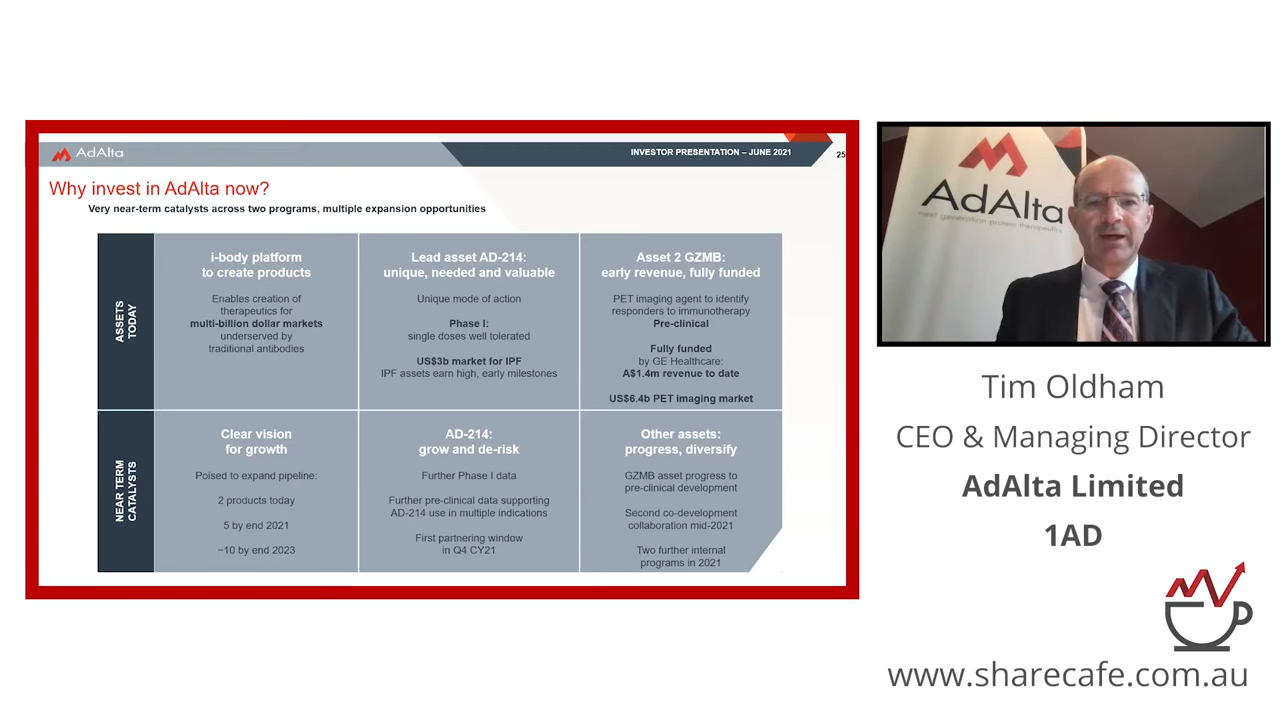 AdAlta
INVESTOR PRESENTATION – JUNE 2021
25
Why invest in AdAlta now?
Very near-term catalysts across two programs, multiple expansion opportunities
ASSETS
TODAY
i-body platform
to create products
Enables creation of
therapeutics for
multi-billion dollar markets
underserved by
traditional antibodies
Lead asset AD-214:
unique, needed and valuable
Unique mode of action
Phase I:
single doses well tolerated
US$3b market for IPF
IPF assets earn high, early milestones
Asset 2 GZMB:
early revenue, fully funded
PET imaging agent to identify
responders to immunotherapy
Pre-clinical
Fully funded
by GE Healthcare:
A$1.4m revenue to date
US$6.4b PET imaging market
NEAR TERM
CATALYSTS
Clear vision
for growth
Poised to expand pipeline:
2 products today
5 by end 2021
~10 by end 2023
AD-214:
grow and de-risk
Further Phase I data
Further pre-clinical data supporting
AD-214 use in multiple indications
First partnering window
in Q4 CY21
Other assets:
progress, diversify
GZMB asset progress to
pre-clinical development
Second co-development
collaboration mid-2021
Two further internal
programs in 2021
AdAlta
next generation protein therapeutics
Tim Oldham
CEO & Managing Director
AdAlta Limited
1AD
www.sharecafe.com.au